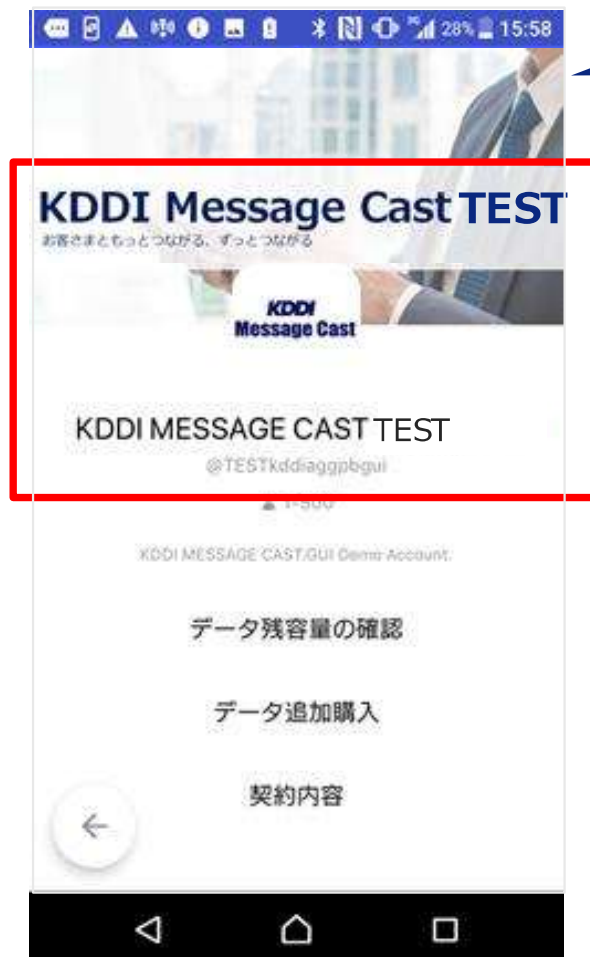 28% 15:58
KDDI Message Cast TEST
お客さまともっとつながる、ずっとつながる
KDDI
Message Cast
KDDI MESSAGE CAST TEST
@TESTkddiaggpbgui
1-500
KDDI MESSAGE CAST/GUI Demo Account.
データ残容量の確認
データ追加購入
契約内容